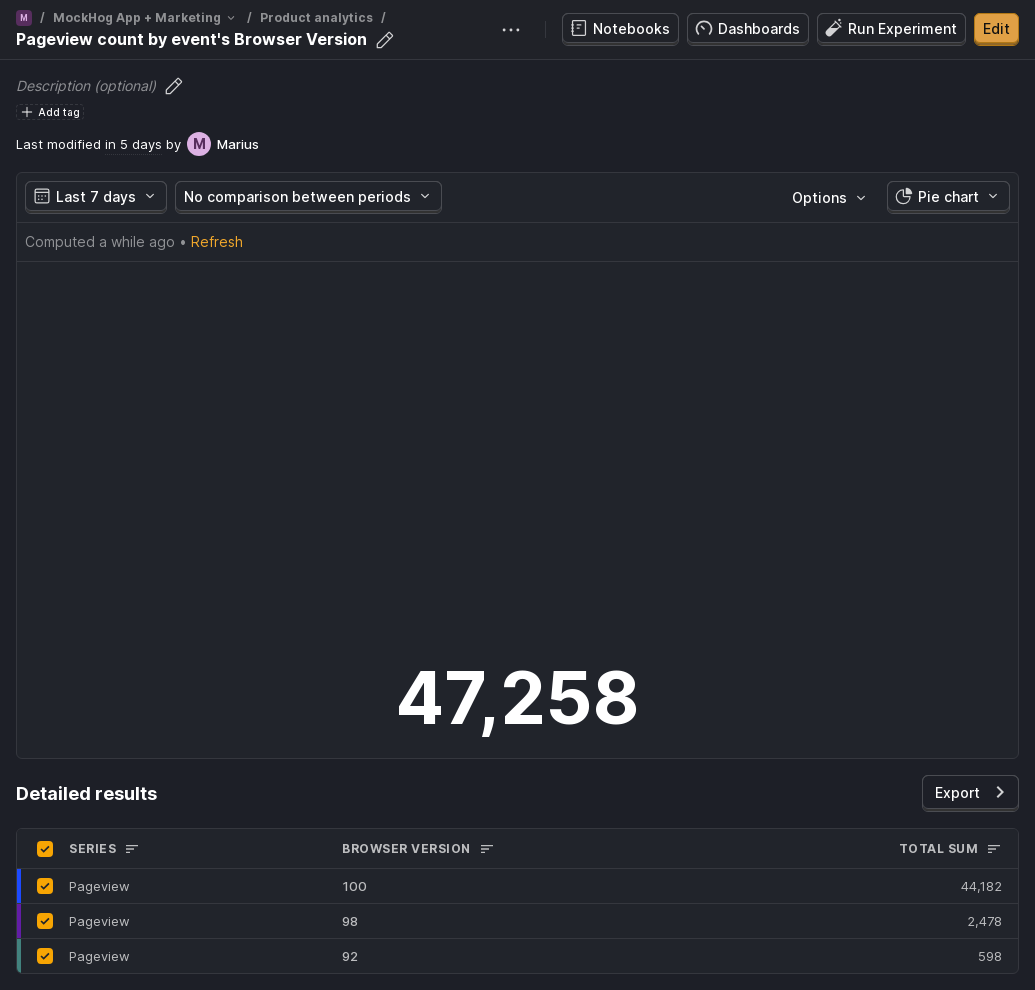 M / MockHog App + Marketing / Product analytics /
Pageview count by event's Browser Version
Notebooks Dashboards Run Experiment Edit
Description (optional)
Add tag
Last modified in 5 days by M Marius
Last 7 days No comparison between periods Options Pie chart
Computed a while ago • Refresh
47,258
Detailed results Export
SERIES BROWSER VERSION TOTAL SUM
Pageview 100 44,182
Pageview 98 2,478
Pageview 92 598